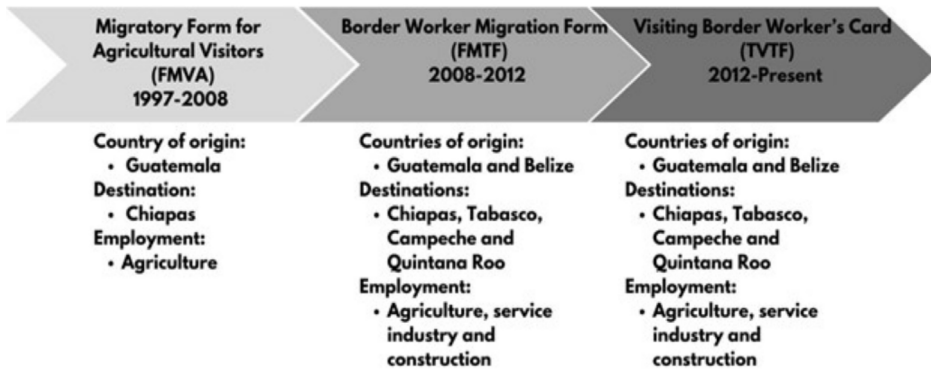 Migratory Form for
Agricultural Visitors
(FMVA)
1997-2008
Country of origin:
• Guatemala
Destination:
• Chiapas
Employment:
• Agriculture
Border Worker Migration Form
(FMTF)
2008-2012
Countries of origin:
• Guatemala and Belize
Destinations:
• Chiapas, Tabasco,
Campeche and
Quintana Roo
Employment:
• Agriculture, service
industry and
construction
Visiting Border Worker's Card
(TVTF)
2012-Present
Countries of origin:
• Guatemala and Belize
Destinations:
• Chiapas, Tabasco,
Campeche and
Quintana Roo
Employment:
• Agriculture, service
industry and
construction